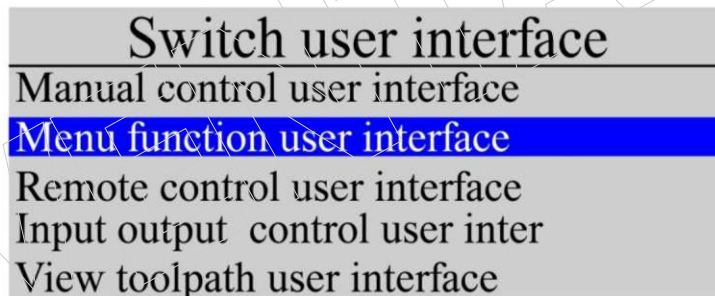 Switch user interface
Manual control user interface
Menu function user interface
Remote control user interface
Input output  control user inter
View toolpath user interface